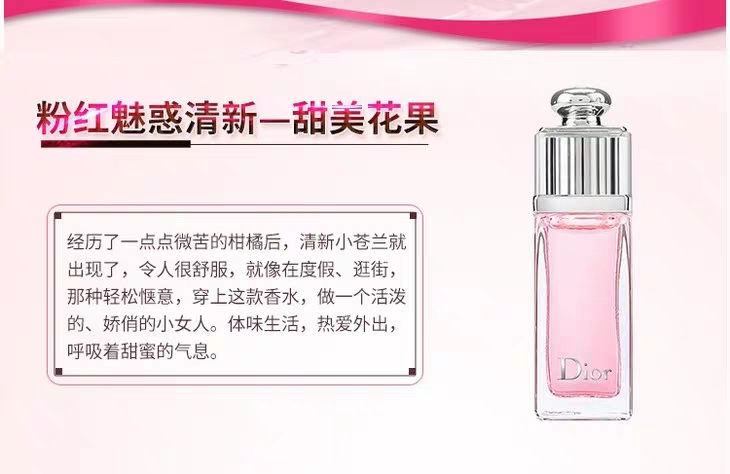 粉红魅惑清新—甜美花果
经历了一点点微苦的柑橘后，清新小苍兰就
出现了，令人很舒服，就像在度假、逛街，
那种轻松惬意，穿上这款香水，做一个活泼
的、娇俏的小女人。体味生活，热爱外出，
呼吸着甜蜜的气息。
Dior